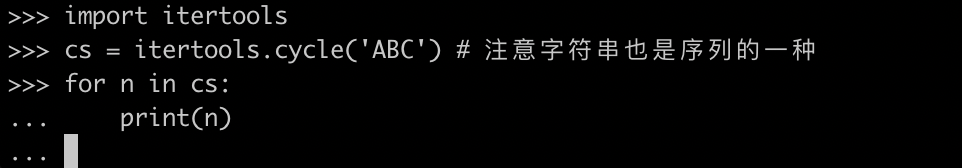 >>> import itertools
>>> cs = itertools.cycle('ABC') # 注意字符串也是序列的一种
>>> for n in cs:
...     print(n)
...